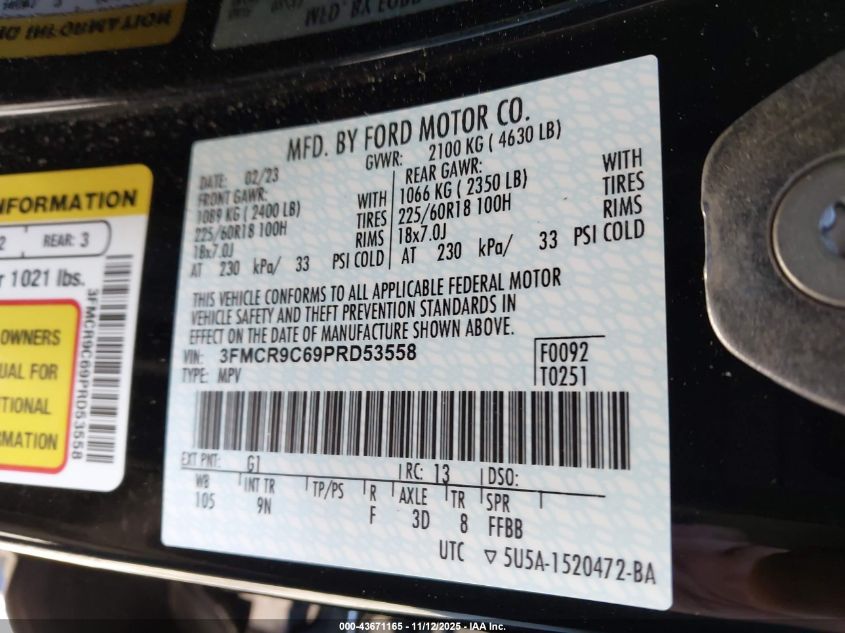 MFD. BY FORD MOTOR CO.
DATE: 02/23 GVWR: 2100 KG ( 4630 LB)
FRONT GAWR: REAR GAWR:
1089 KG ( 2400 LB) WITH 1066 KG ( 2350 LB) WITH
225/60R18 100H TIRES 225/60R18 100H TIRES
18x7.0J RIMS 18x7.0J RIMS
AT 230 kPa/ 33 PSI COLD AT 230 kPa/ 33 PSI COLD
THIS VEHICLE CONFORMS TO ALL APPLICABLE FEDERAL MOTOR
VEHICLE SAFETY AND THEFT PREVENTION STANDARDS IN
EFFECT ON THE DATE OF MANUFACTURE SHOWN ABOVE.
VIN: 3FMCR9C69PRD53558 F0092
TYPE: MPV T0251
EXT PNT: G1 RC: 13 DSO:
WB INT TR TP/PS R AXLE TR SPR
105 9N F 3D 8 FFBB
UTC ▽ 5U5A-1520472-BA
INFORMATION
2 REAR: 3
1021 lbs.
OWNERS
UAL FOR
TIONAL
RMATION
3FMCR9C69PRD53558
000-43671165 - 11/12/2025 - IAA Inc.